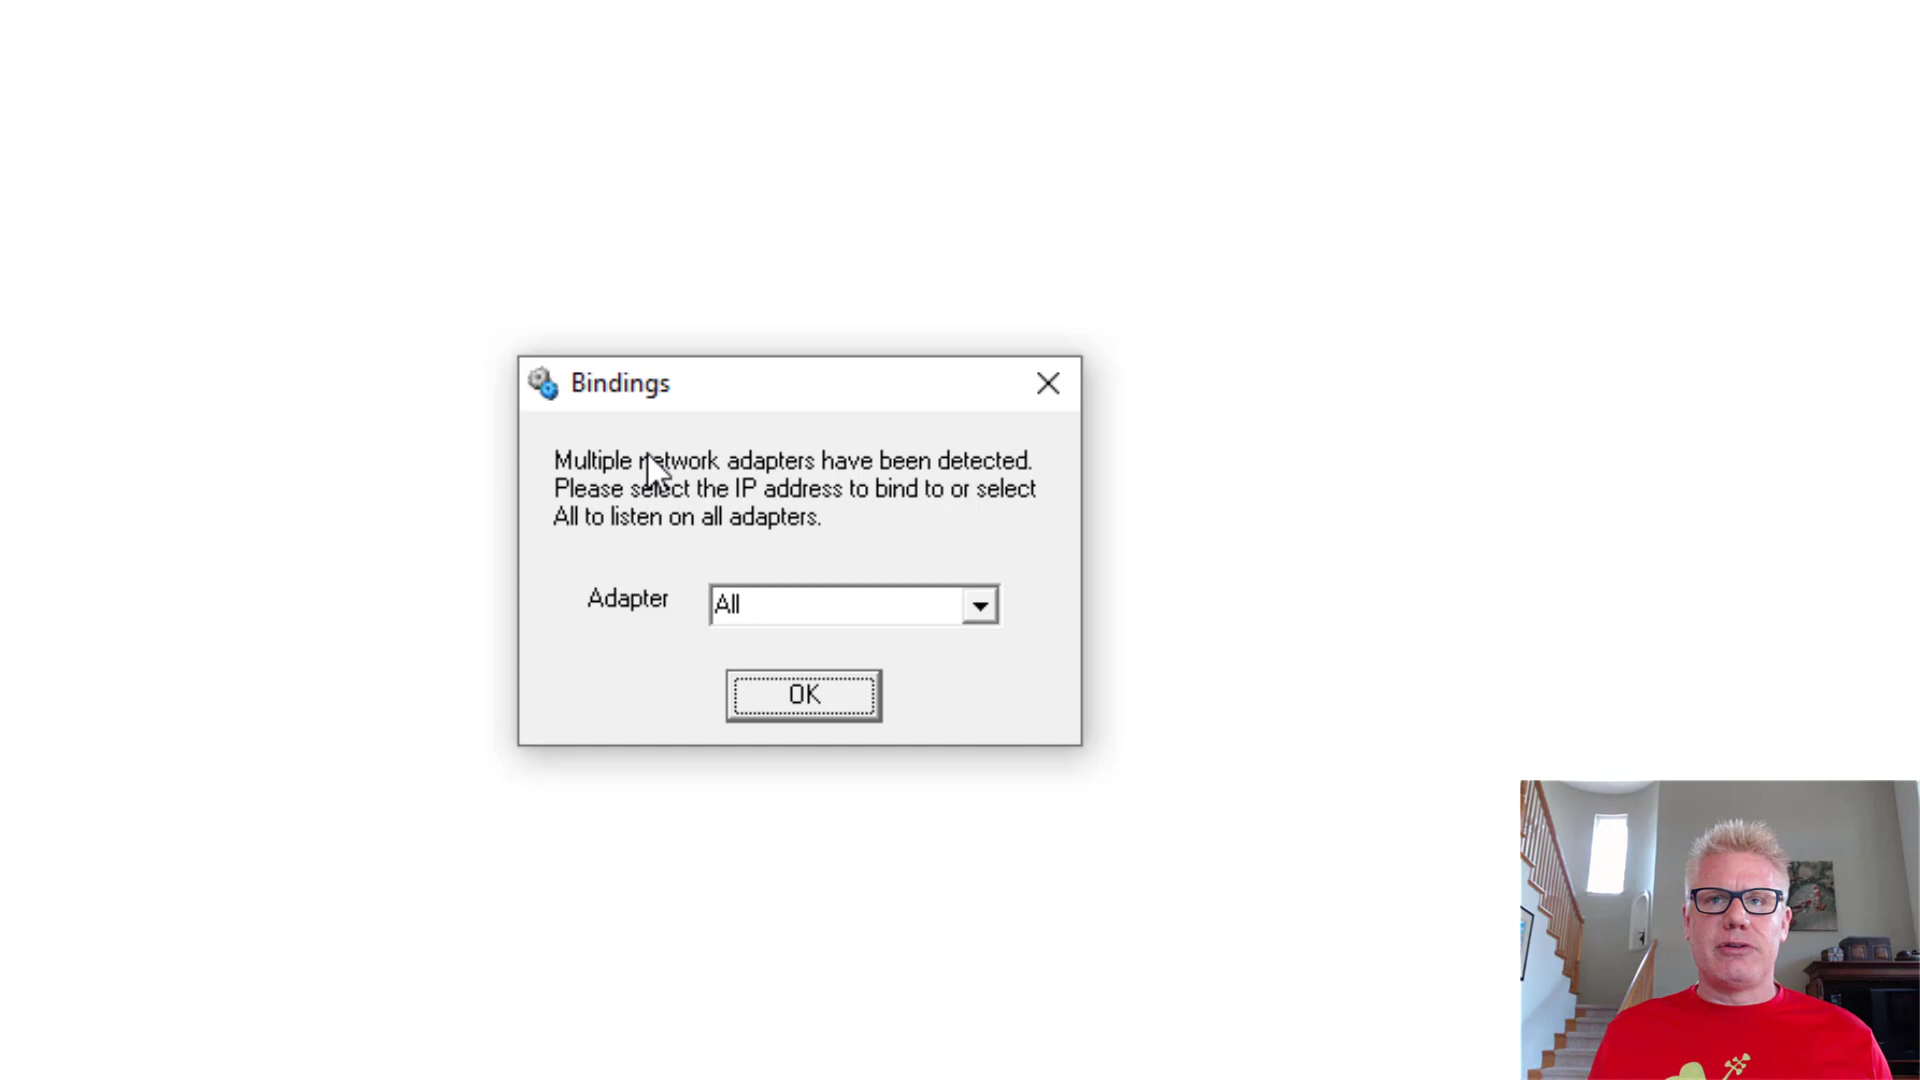 Bindings
Multiple network adapters have been detected.
Please select the IP address to bind to or select
All to listen on all adapters.
Adapter
All
OK